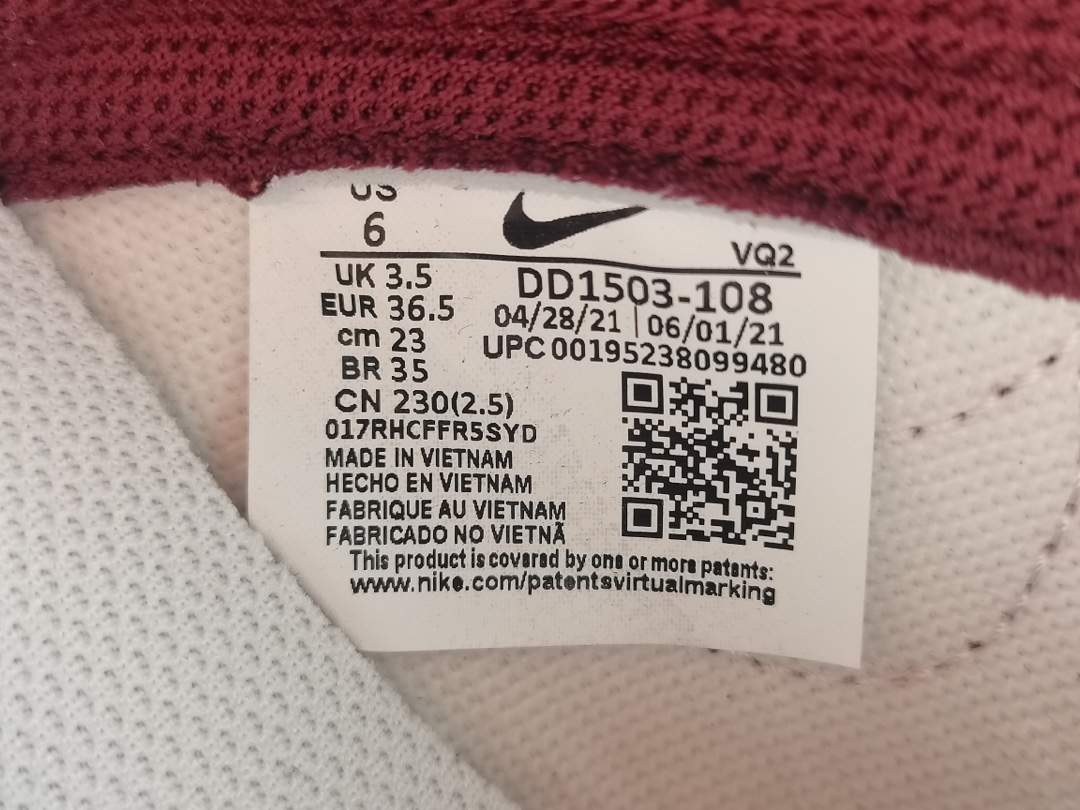 US
6
VQ2
UK 3.5
DD1503-108
EUR 36.5
04/28/21 | 06/01/21
cm 23
UPC 00195238099480
BR 35
CN 230(2.5)
017RHCFFR5SYD
MADE IN VIETNAM
HECHO EN VIETNAM
FABRIQUE AU VIETNAM
FABRICADO NO VIETNÃ
This product is covered by one or more patents:
www.nike.com/patentsvirtualmarking